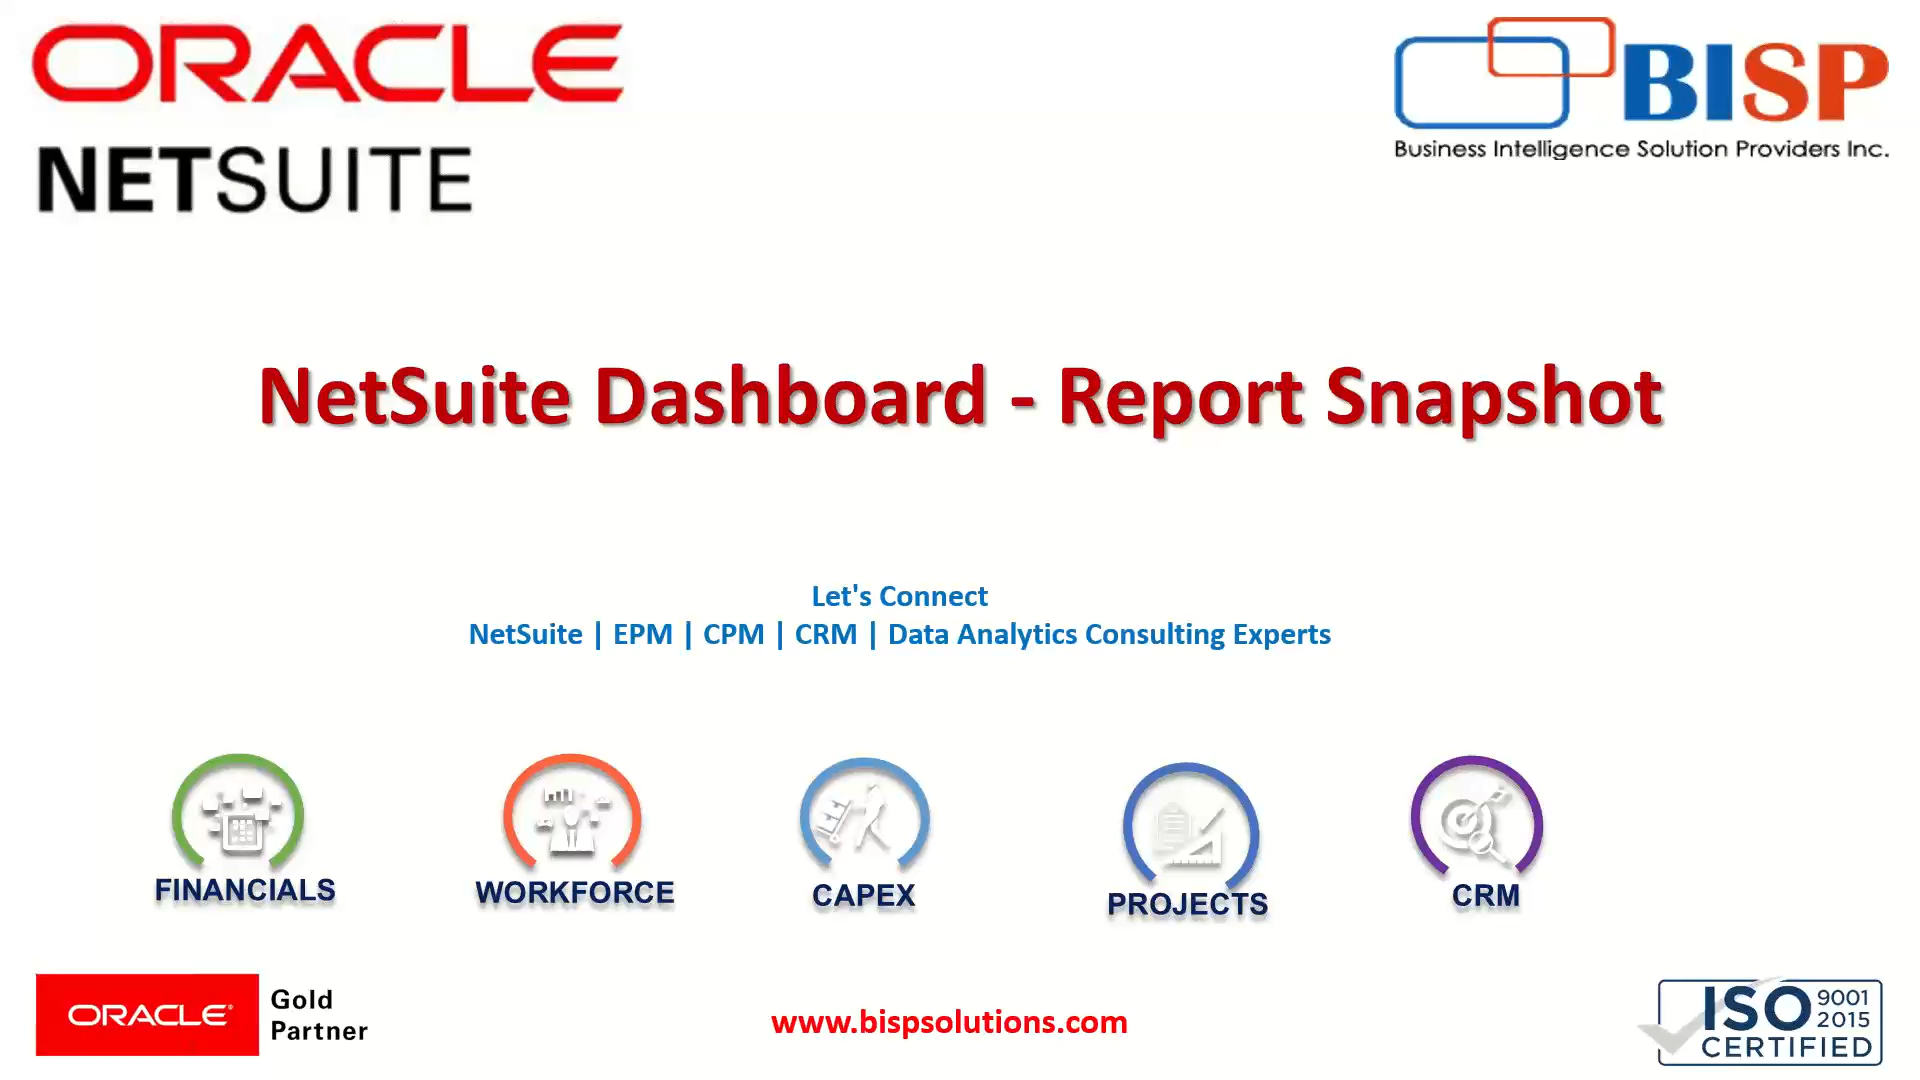 ORACLE
NETSUITE
BISP
Business Intelligence Solution Providers Inc.
NetSuite Dashboard - Report Snapshot
Let's Connect
NetSuite | EPM | CPM | CRM | Data Analytics Consulting Experts
FINANCIALS
WORKFORCE
CAPEX
PROJECTS
CRM
ORACLE®
Gold
Partner
www.bispsolutions.com
ISO
9001
2015
CERTIFIED